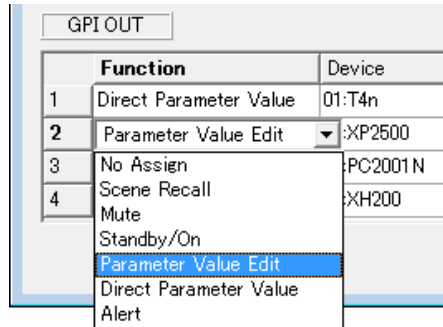 GPI OUT
Function Device
1 Direct Parameter Value 01:T4n
2 Parameter Value Edit :XP2500
3 No Assign :PC2001N
4 Scene Recall :XH200
Mute
Standby/On
Parameter Value Edit
Direct Parameter Value
Alert